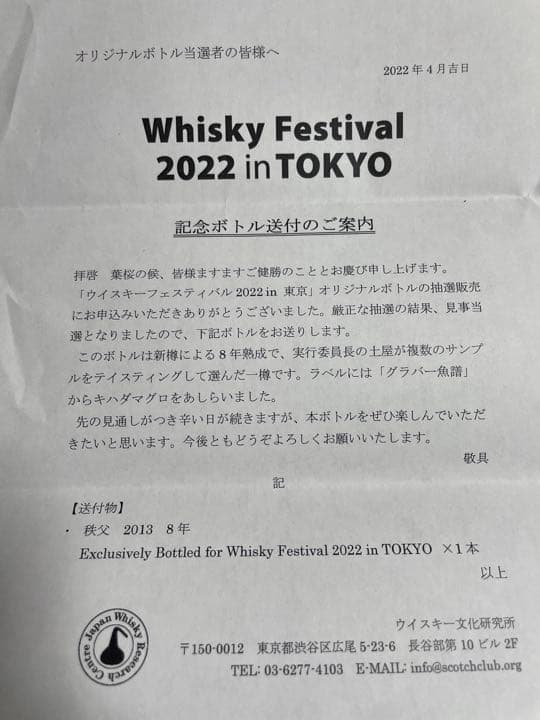 オリジナルボトル当選者の皆様へ
2022年4月吉日
Whisky Festival
2022 in TOKYO
記念ボトル送付のご案内
拝啓　葉桜の候、皆様ますますご健勝のこととお慶び申し上げます。
「ウイスキーフェスティバル2022 in 東京」オリジナルボトルの抽選販売
にお申込みいただきありがとうございました。厳正な抽選の結果、見事当
選となりましたので、下記ボトルをお送りします。
このボトルは新樽による8年熟成で、実行委員長の土屋が複数のサンプ
ルをテイスティングして選んだ一樽です。ラベルには「グラバー魚譜」
からキハダマグロをあしらいました。
先の見通しがつき辛い日が続きますが、本ボトルをぜひ楽しんでいただ
きたいと思います。今後ともどうぞよろしくお願いいたします。
敬具
記
【送付物】
・ 秩父　2013　8年
Exclusively Bottled for Whisky Festival 2022 in TOKYO ×1本
以上
Japan Whisky Research Centre
ウイスキー文化研究所
〒150-0012　東京都渋谷区広尾5-23-6　長谷部第10ビル2F
TEL: 03-6277-4103　E-MAIL: info@scotchclub.org